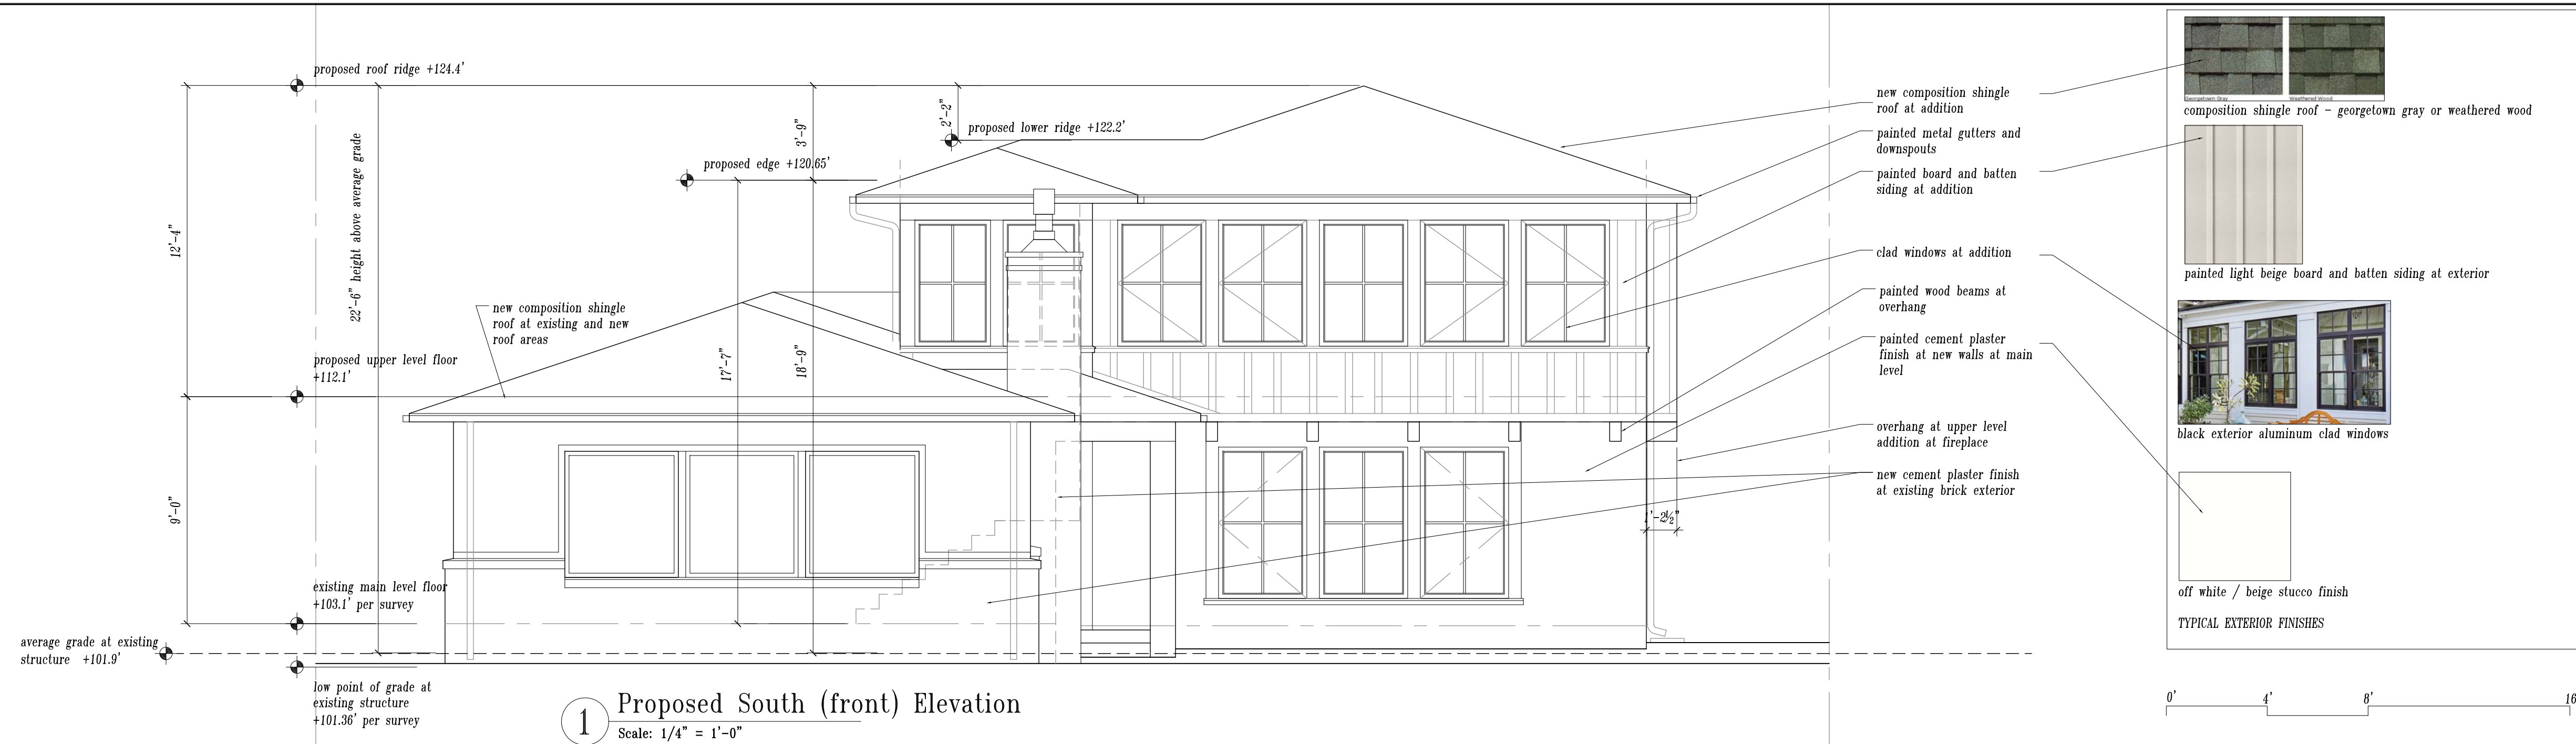 proposed roof ridge +124.4'
22'-6" height above average grade
12'-4"
9'-0"
proposed upper level floor
+112.1'
existing main level floor
+103.1' per survey
average grade at existing
structure +101.9'
low point of grade at
existing structure
+101.36' per survey
new composition shingle
roof at existing and new
roof areas
proposed edge +120.65'
17'-7"
18'-9"
3'-9"
2'-2"
proposed lower ridge +122.2'
new composition shingle
roof at addition
painted metal gutters and
downspouts
painted board and batten
siding at addition
clad windows at addition
painted wood beams at
overhang
painted cement plaster
finish at new walls at main
level
overhang at upper level
addition at fireplace
new cement plaster finish
at existing brick exterior
1'-2½"
Georgetown Gray
Weathered Wood
composition shingle roof - georgetown gray or weathered wood
painted light beige board and batten siding at exterior
black exterior aluminum clad windows
off white / beige stucco finish
TYPICAL EXTERIOR FINISHES
0' 4' 8' 16
1
Proposed South (front) Elevation
Scale: 1/4" = 1'-0"